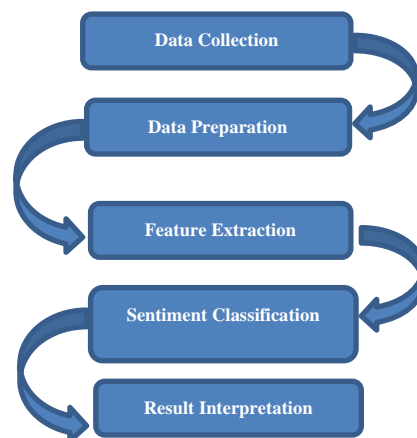 Data Collection
Data Preparation
Feature Extraction
Sentiment Classification
Result Interpretation